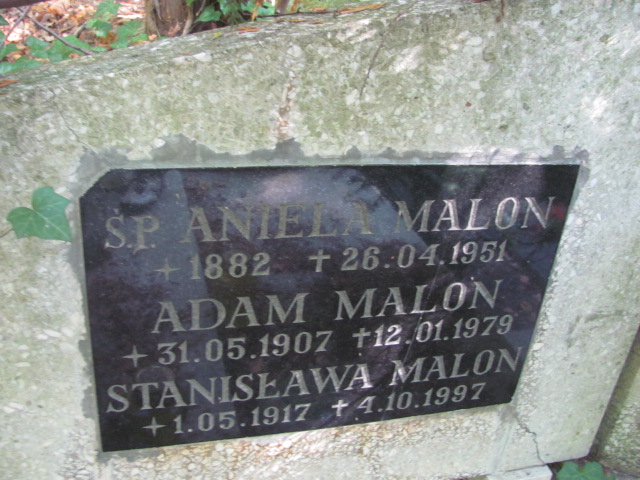 Ś.P. ANIELA MALON
+ 1882 † 26.04.1951
ADAM MALON
+ 31.05.1907 † 12.01.1979
STANISŁAWA MALON
+ 1.05.1917 † 4.10.1997